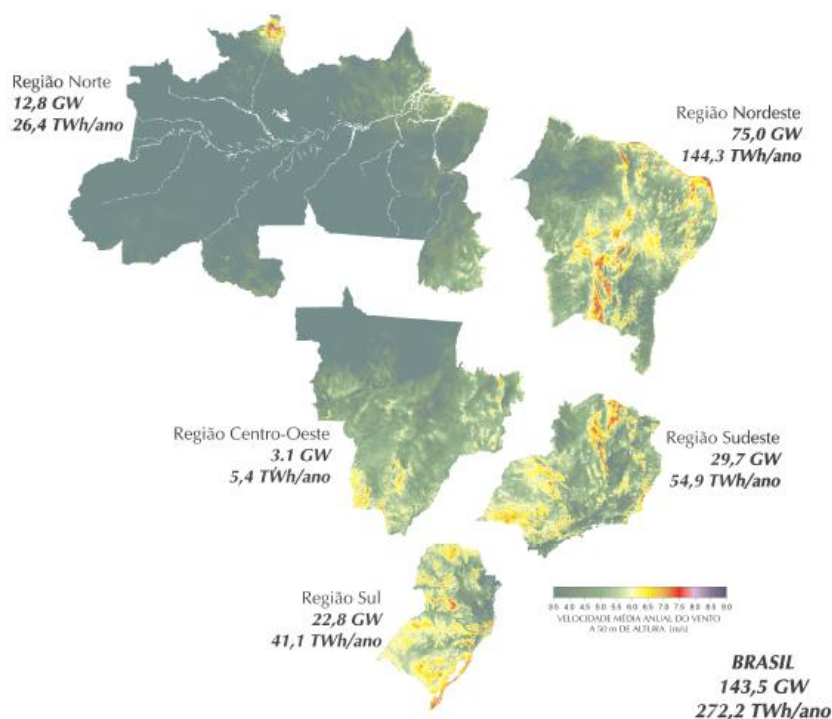 Região Norte
12,8 GW
26,4 TWh/ano
Região Nordeste
75,0 GW
144,3 TWh/ano
Região Centro-Oeste
3.1 GW
5,4 TWh/ano
Região Sudeste
29,7 GW
54,9 TWh/ano
Região Sul
22,8 GW
41,1 TWh/ano
3.5 4.0 4.5 5.0 5.5 6.0 6.5 7.0 7.5 8.0 8.5 9.0
VELOCIDADE MÉDIA ANUAL DO VENTO
A 50 m DE ALTURA [m/s]
BRASIL
143,5 GW
272,2 TWh/ano